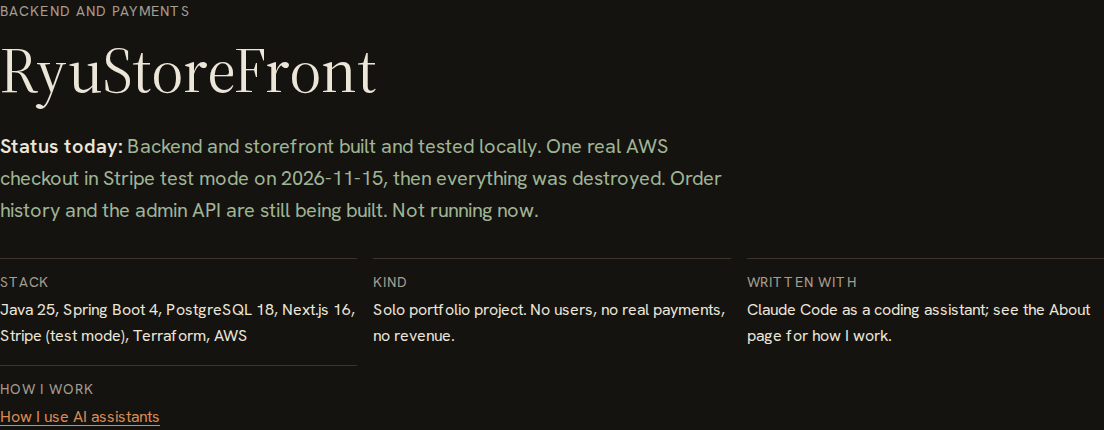 BACKEND AND PAYMENTS
RyuStoreFront
Status today: Backend and storefront built and tested locally. One real AWS
checkout in Stripe test mode on 2026-11-15, then everything was destroyed. Order
history and the admin API are still being built. Not running now.
STACK
Java 25, Spring Boot 4, PostgreSQL 18, Next.js 16,
Stripe (test mode), Terraform, AWS
KIND
Solo portfolio project. No users, no real payments,
no revenue.
WRITTEN WITH
Claude Code as a coding assistant; see the About
page for how I work.
HOW I WORK
How I use AI assistants